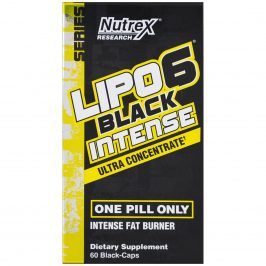 Nutrex
RESEARCH
SERIES
LIPO6
BLACK
INTENSE
ULTRA CONCENTRATE†
ONE PILL ONLY
INTENSE FAT BURNER
Dietary Supplement
60 Black-Caps